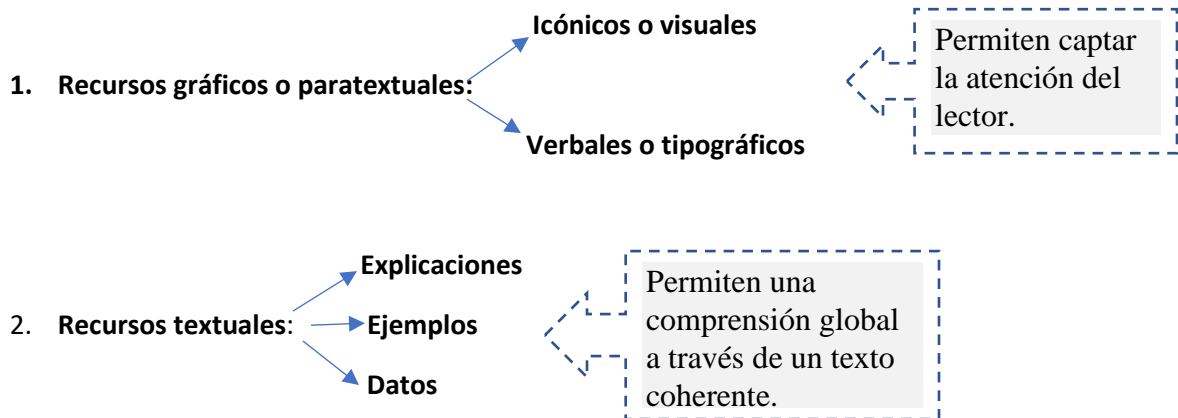 Icónicos o visuales
1. Recursos gráficos o paratextuales:
Verbales o tipográficos
Permiten captar
la atención del
lector.
Explicaciones
2. Recursos textuales:
Ejemplos
Datos
Permiten una
comprensión global
a través de un texto
coherente.